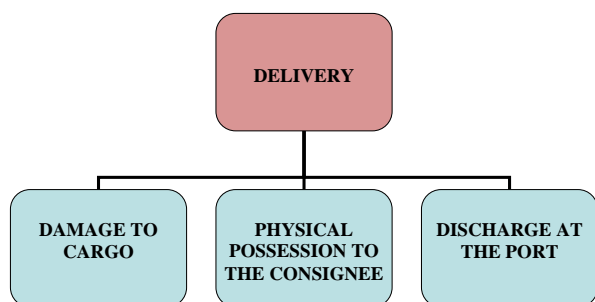 DELIVERY
DAMAGE TO
CARGO
PHYSICAL
POSSESSION TO
THE CONSIGNEE
DISCHARGE AT
THE PORT